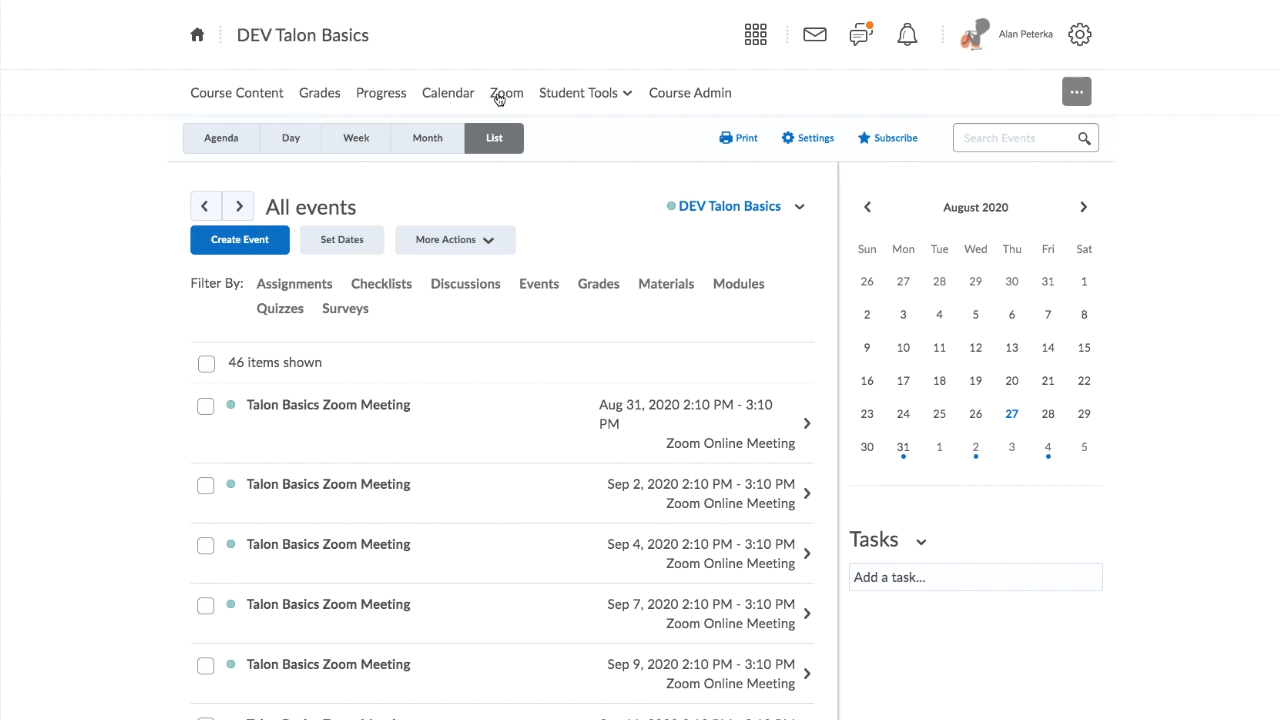 DEV Talon Basics
Alan Peterka
Course Content Grades Progress Calendar Zoom Student Tools Course Admin
Agenda Day Week Month List
Print Settings Subscribe Search Events
All events
DEV Talon Basics
Create Event Set Dates More Actions
Filter By: Assignments Checklists Discussions Events Grades Materials Modules
Quizzes Surveys
46 items shown
Talon Basics Zoom Meeting
Aug 31, 2020 2:10 PM - 3:10
PM
Zoom Online Meeting
Talon Basics Zoom Meeting
Sep 2, 2020 2:10 PM - 3:10 PM
Zoom Online Meeting
Talon Basics Zoom Meeting
Sep 4, 2020 2:10 PM - 3:10 PM
Zoom Online Meeting
Talon Basics Zoom Meeting
Sep 7, 2020 2:10 PM - 3:10 PM
Zoom Online Meeting
Talon Basics Zoom Meeting
Sep 9, 2020 2:10 PM - 3:10 PM
Zoom Online Meeting
August 2020
Sun Mon Tue Wed Thu Fri Sat
26 27 28 29 30 31 1
2 3 4 5 6 7 8
9 10 11 12 13 14 15
16 17 18 19 20 21 22
23 24 25 26 27 28 29
30 31 1 2 3 4 5
Tasks
Add a task...